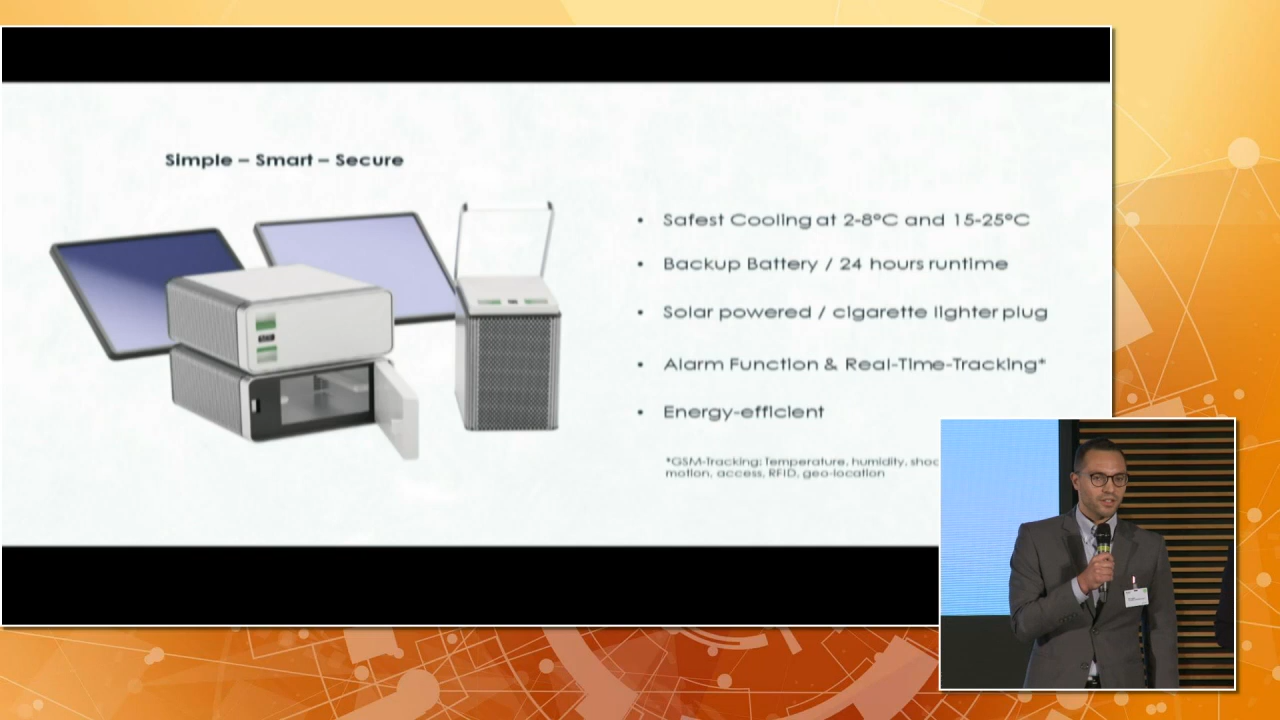 Simple – Smart – Secure
• Safest Cooling at 2-8°C and 15-25°C
• Backup Battery / 24 hours runtime
• Solar powered / cigarette lighter plug
• Alarm Function & Real-Time-Tracking*
• Energy-efficient
*GSM-Tracking: Temperature, humidity, shoc
motion, access, RFID, geo-location